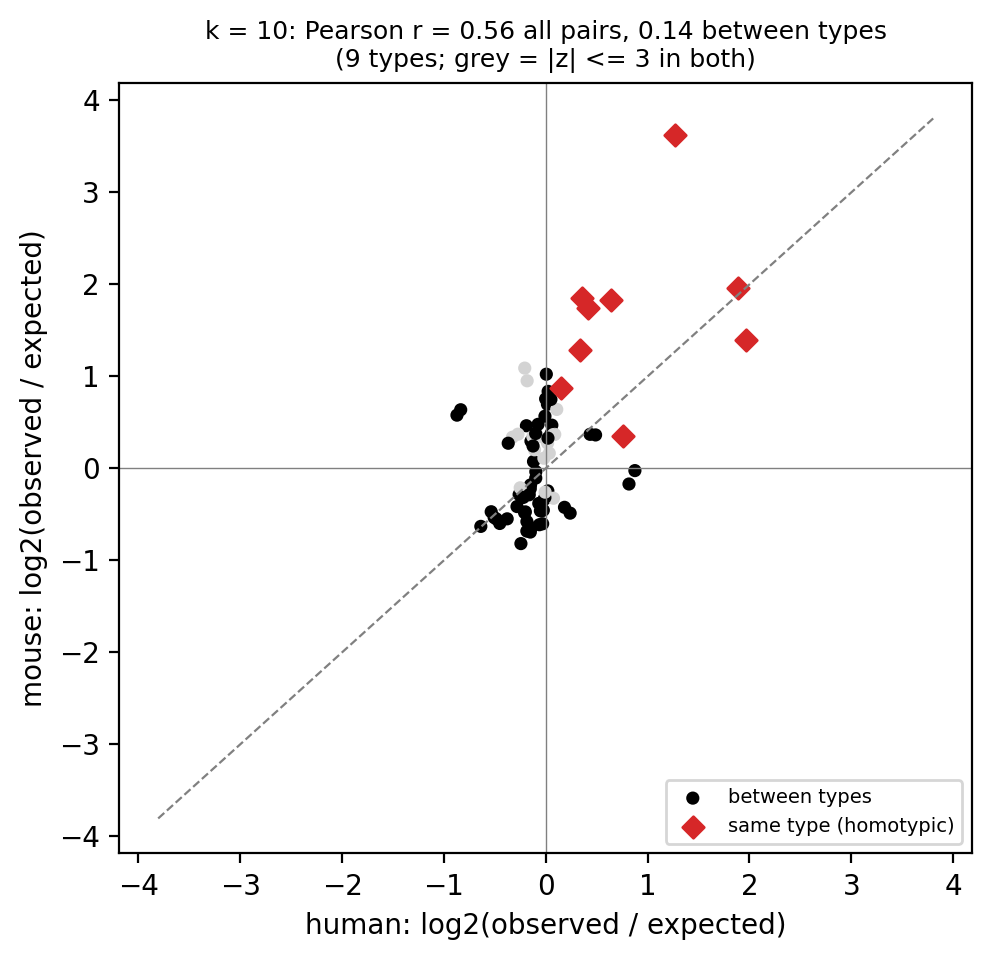 k = 10: Pearson r = 0.56 all pairs, 0.14 between types
(9 types; grey = |z| <= 3 in both)
4
3
2
1
0
−1
−2
−3
−4
mouse: log2(observed / expected)
between types
same type (homotypic)
−4 −3 −2 −1 0 1 2 3 4
human: log2(observed / expected)